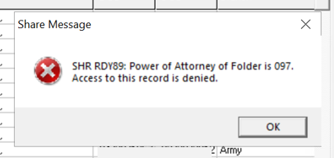 Share Message
SHR RDY89: Power of Attorney of Folder is 097.
Access to this record is denied.
OK
Army